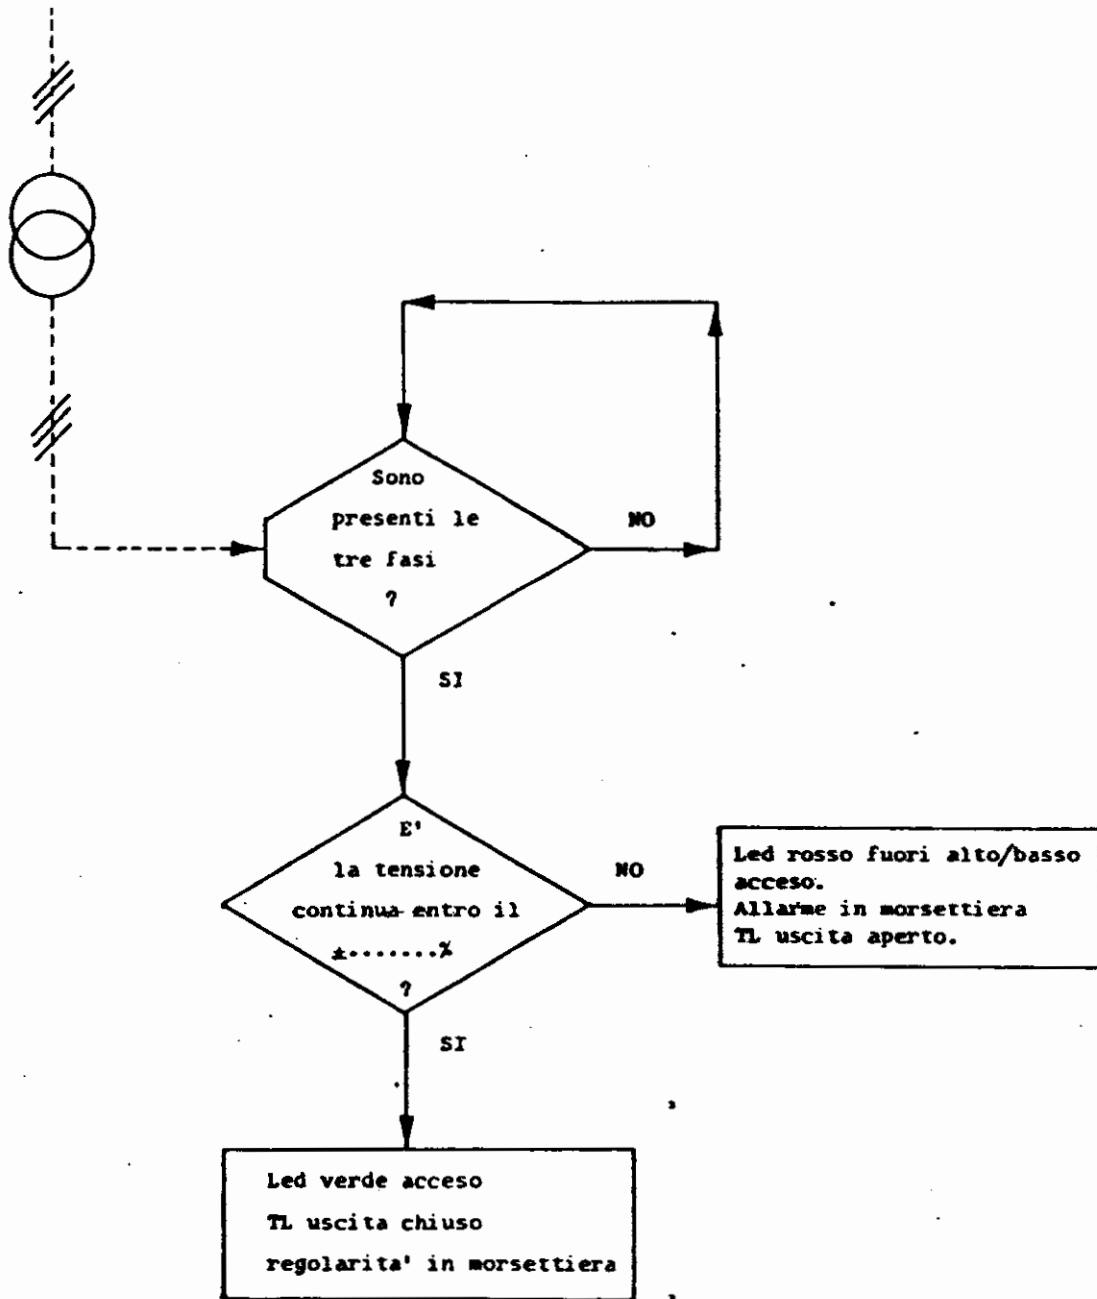 Sono
presenti le
tre fasi
?
NO
SI
E'
la tensione
continua entro il
±.......%
?
NO
Led rosso fuori alto/basso
acceso.
Allarme in morsettiera
TL uscita aperto.
SI
Led verde acceso
TL uscita chiuso
regolarita' in morsettiera